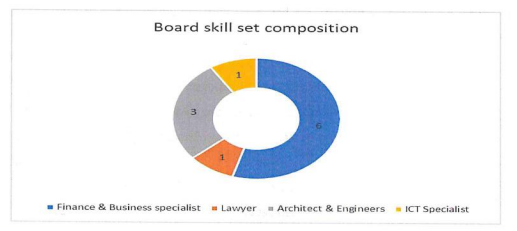 Board skill set composition
1
3
6
1
Finance & Business specialist Lawyer Architect & Engineers ICT Specialist